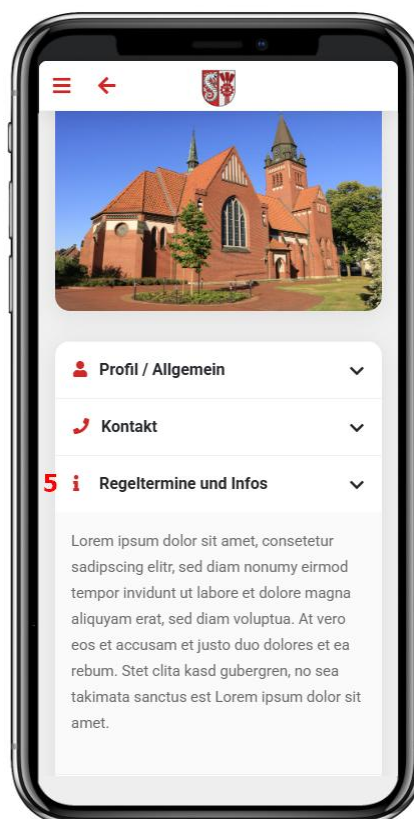 Profil / Allgemein
Kontakt
5 Regeltermine und Infos
Lorem ipsum dolor sit amet, consetetur
sadipscing elitr, sed diam nonumy eirmod
tempor invidunt ut labore et dolore magna
aliquyam erat, sed diam voluptua. At vero
eos et accusam et justo duo dolores et ea
rebum. Stet clita kasd gubergren, no sea
takimata sanctus est Lorem ipsum dolor sit
amet.